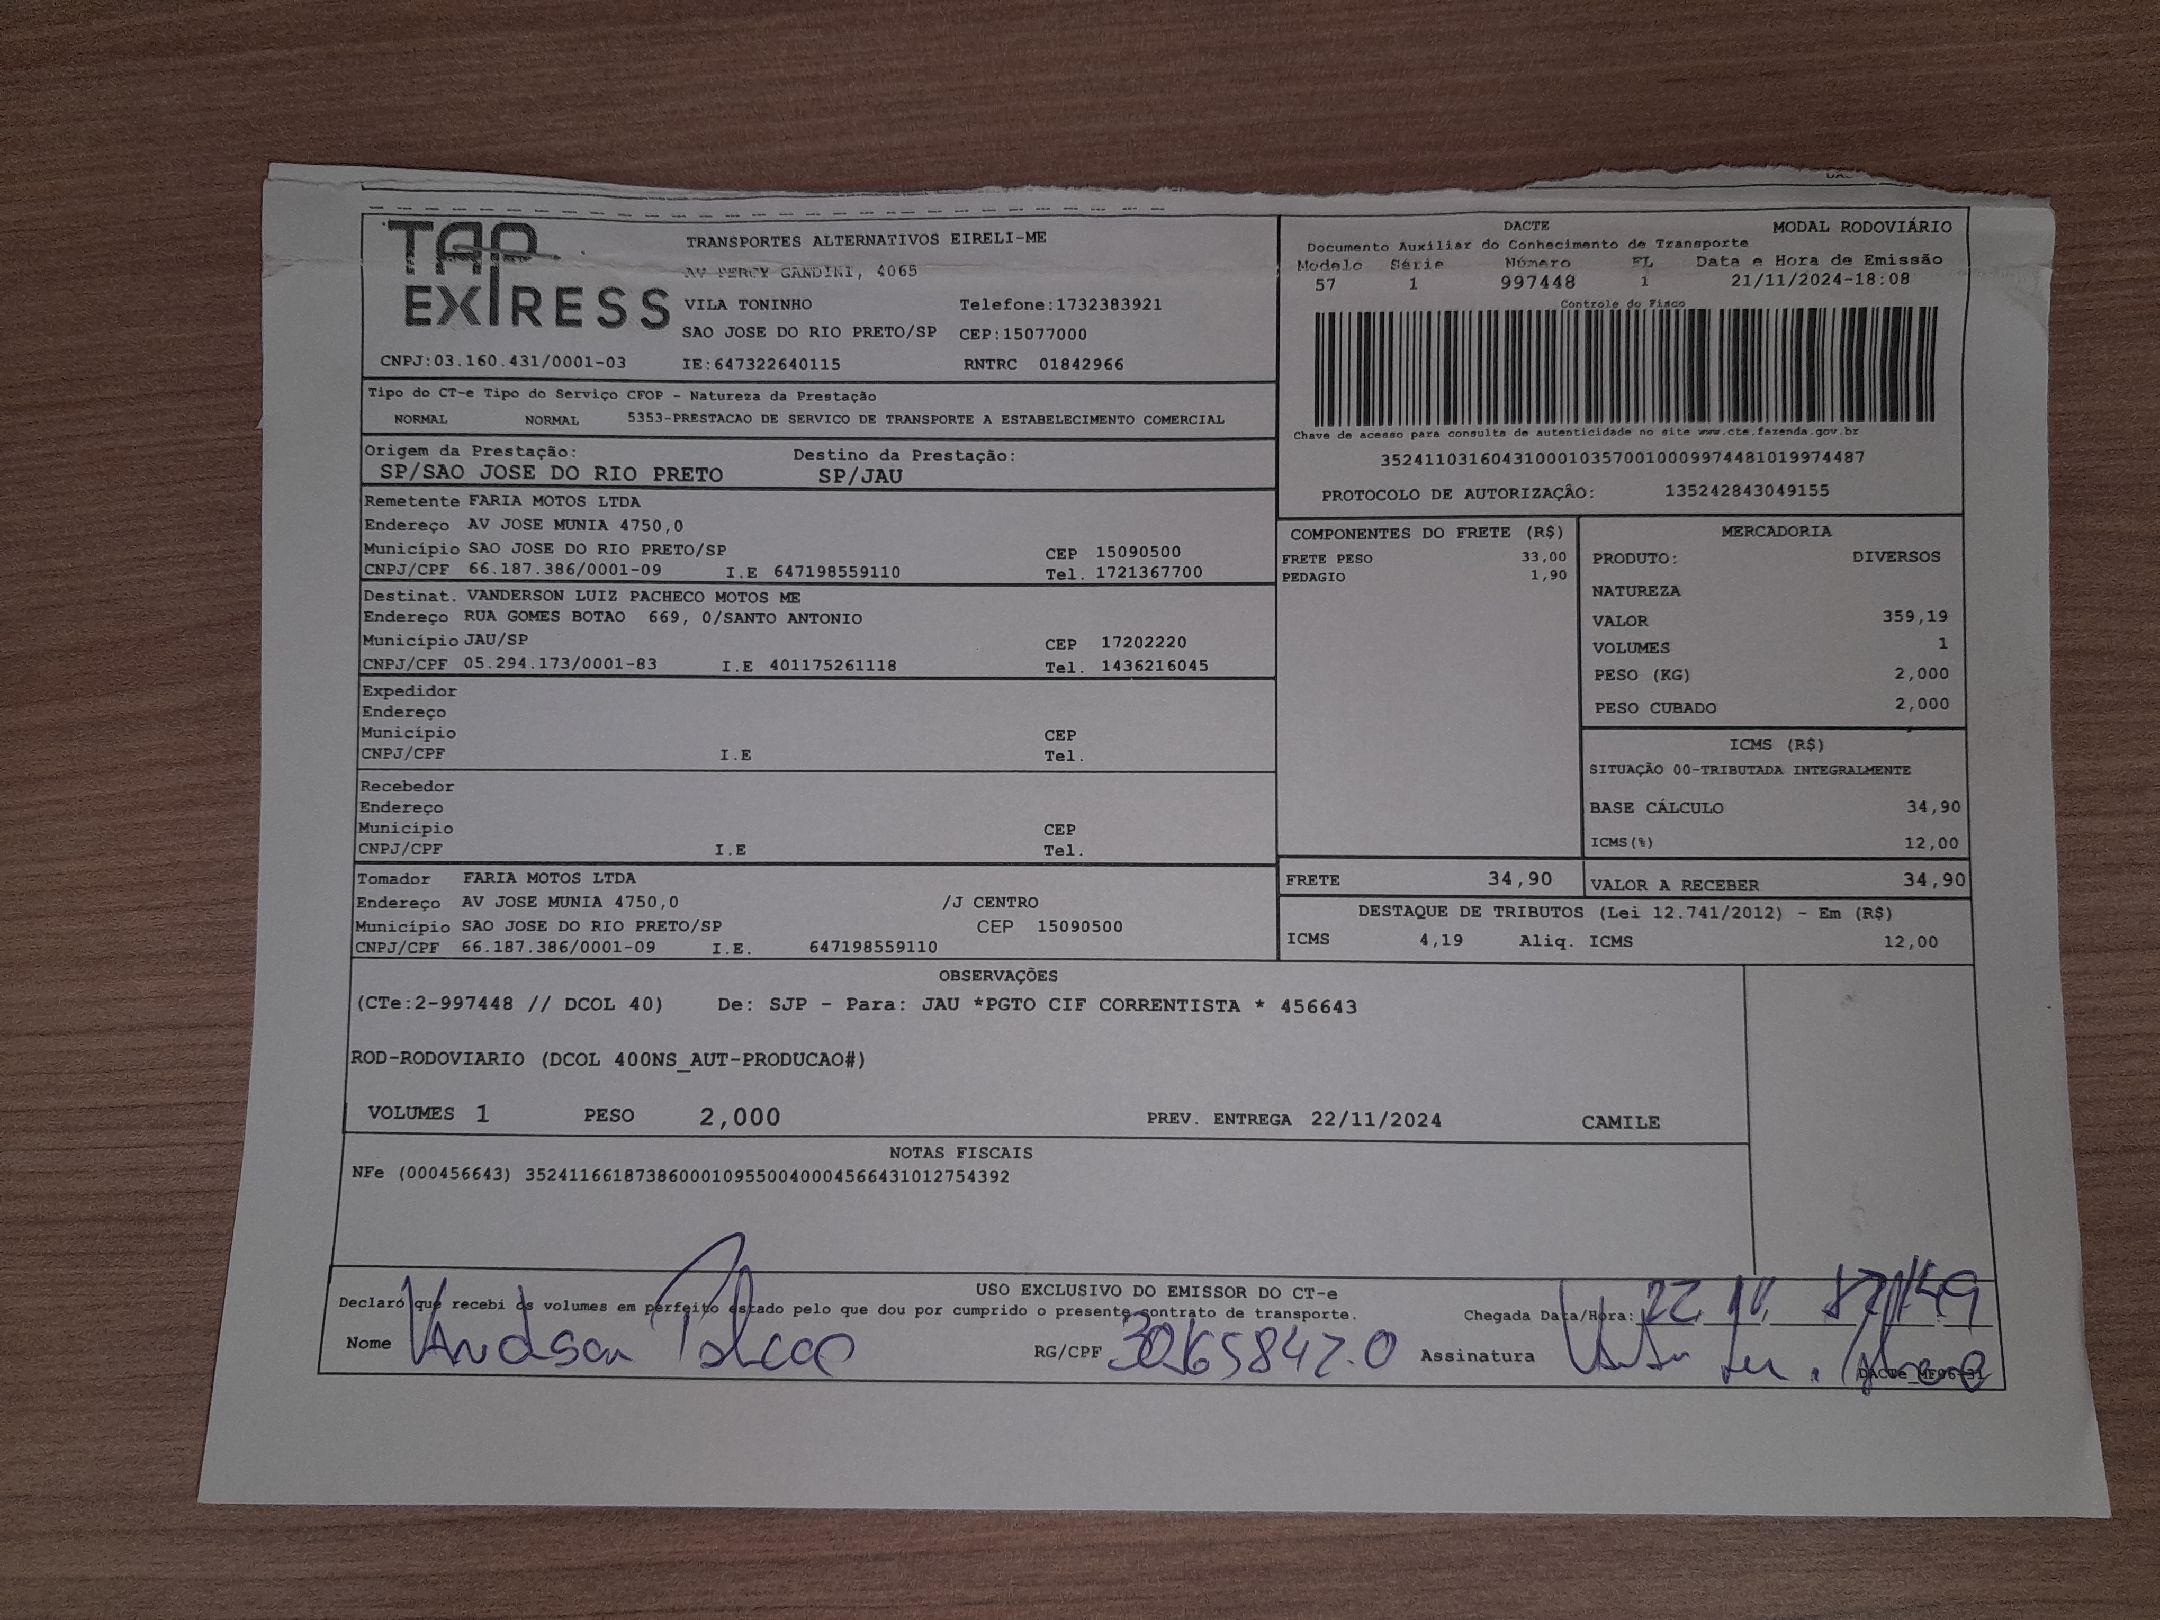 TAP EXPRESS
TRANSPORTES ALTERNATIVOS EIRELI-ME
AV PERCY GANDINI, 4065
VILA TONINHO Telefone:1732383921
SAO JOSE DO RIO PRETO/SP CEP:15077000
CNPJ:03.160.431/0001-03 IE:647322640115 RNTRC 01842966
DACTE MODAL RODOVIÁRIO
Documento Auxiliar do Conhecimento de Transporte
Modelo Série Número FL Data e Hora de Emissão
57 1 997448 1 21/11/2024-18:08
Controle do Fisco
Chave de acesso para consulta de autenticidade no site www.cte.fazenda.gov.br
35241103160431000103570010009974481019974487
PROTOCOLO DE AUTORIZAÇÃO: 135242843049155
Tipo do CT-e Tipo do Serviço CFOP - Natureza da Prestação
NORMAL NORMAL 5353-PRESTACAO DE SERVICO DE TRANSPORTE A ESTABELECIMENTO COMERCIAL
Origem da Prestação: Destino da Prestação:
SP/SAO JOSE DO RIO PRETO SP/JAU
Remetente FARIA MOTOS LTDA
Endereço AV JOSE MUNIA 4750,0
Município SAO JOSE DO RIO PRETO/SP CEP 15090500
CNPJ/CPF 66.187.386/0001-09 I.E 647198559110 Tel. 1721367700
Destinat. VANDERSON LUIZ PACHECO MOTOS ME
Endereço RUA GOMES BOTAO 669, 0/SANTO ANTONIO
Município JAU/SP CEP 17202220
CNPJ/CPF 05.294.173/0001-83 I.E 401175261118 Tel. 1436216045
Expedidor
Endereço
Município CEP
CNPJ/CPF I.E Tel.
Recebedor
Endereço
Município CEP
CNPJ/CPF I.E Tel.
Tomador FARIA MOTOS LTDA
Endereço AV JOSE MUNIA 4750,0 /J CENTRO
Município SAO JOSE DO RIO PRETO/SP CEP 15090500
CNPJ/CPF 66.187.386/0001-09 I.E. 647198559110
COMPONENTES DO FRETE (R$)
FRETE PESO 33,00
PEDAGIO 1,90
MERCADORIA
PRODUTO: DIVERSOS
NATUREZA
VALOR 359,19
VOLUMES 1
PESO (KG) 2,000
PESO CUBADO 2,000
ICMS (R$)
SITUAÇÃO 00-TRIBUTADA INTEGRALMENTE
BASE CÁLCULO 34,90
ICMS(%) 12,00
FRETE 34,90 VALOR A RECEBER 34,90
DESTAQUE DE TRIBUTOS (Lei 12.741/2012) - Em (R$)
ICMS 4,19 Aliq. ICMS 12,00
OBSERVAÇÕES
(CTe:2-997448 // DCOL 40) De: SJP - Para: JAU *PGTO CIF CORRENTISTA * 456643
ROD-RODOVIARIO (DCOL 400NS_AUT-PRODUCAO#)
VOLUMES 1 PESO 2,000 PREV. ENTREGA 22/11/2024 CAMILE
NOTAS FISCAIS
NFe (000456643) 35241166187386000109550040004566431012754392
USO EXCLUSIVO DO EMISSOR DO CT-e
Declaro que recebi os volumes em perfeito estado pelo que dou por cumprido o presente contrato de transporte. Chegada Data/Hora:
Nome RG/CPF Assinatura